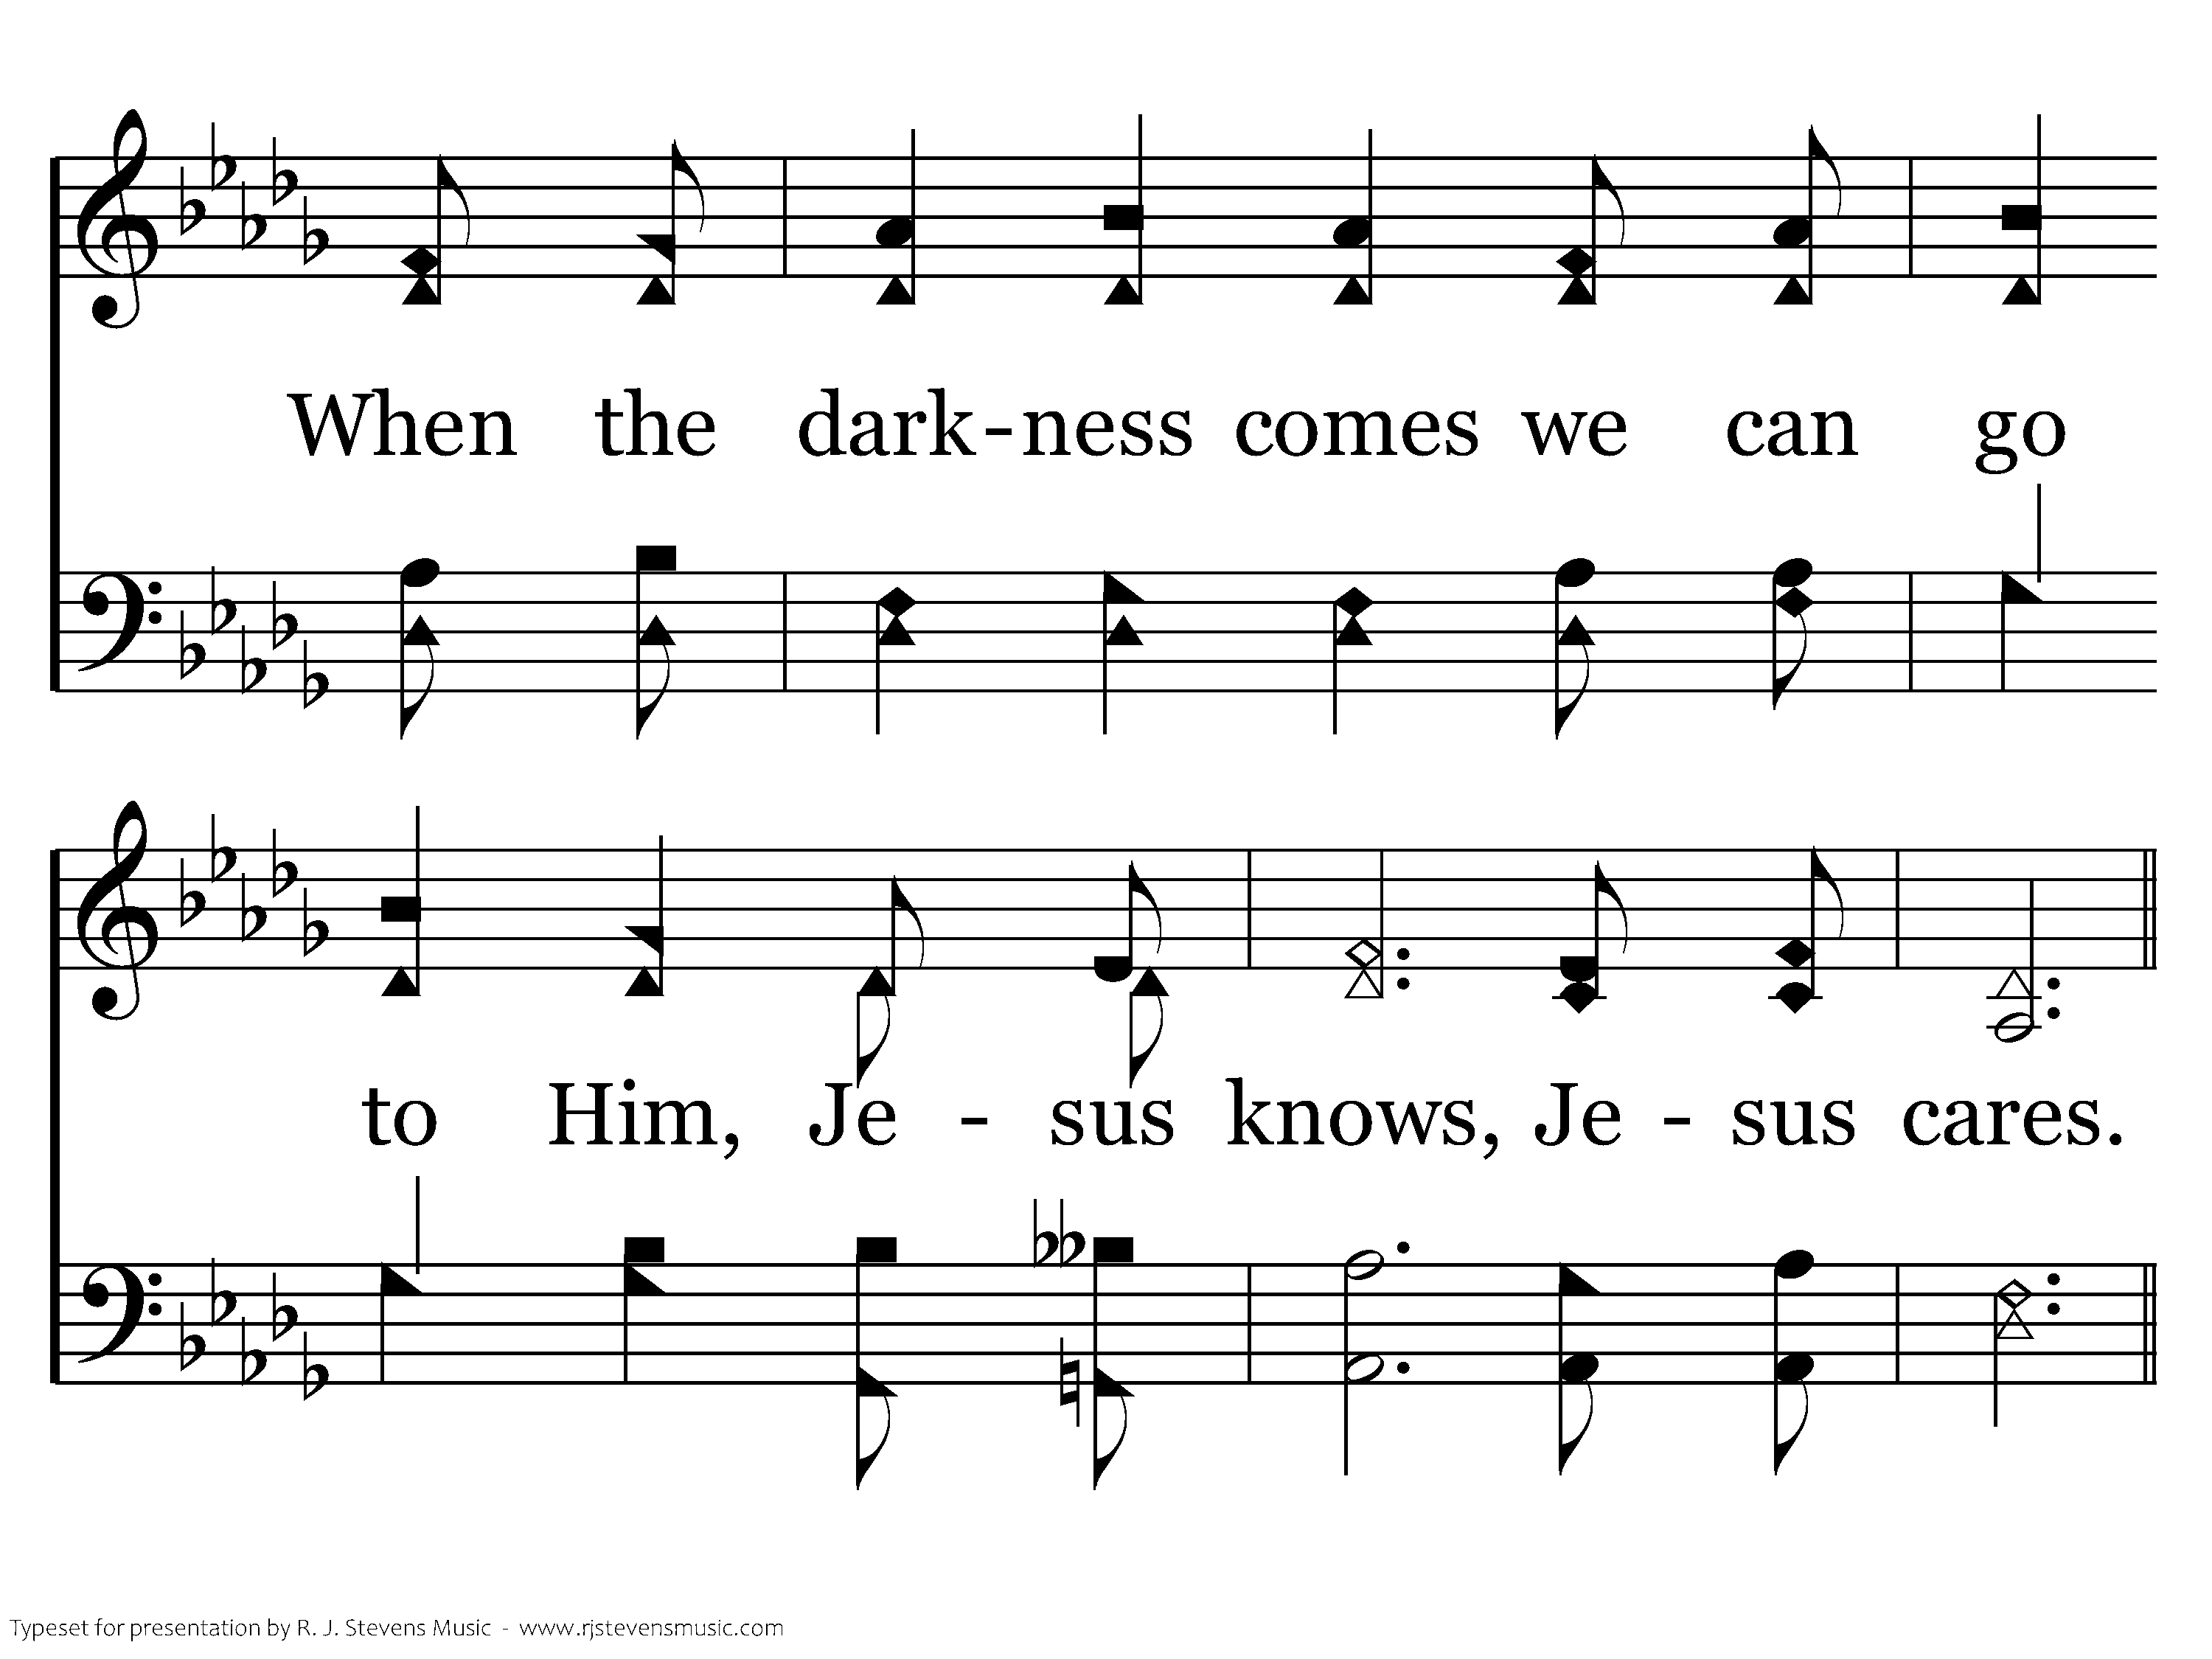 When the dark-ness comes we can go
to Him, Je - sus knows, Je - sus cares.
Typeset for presentation by R. J. Stevens Music - www.rjstevensmusic.com